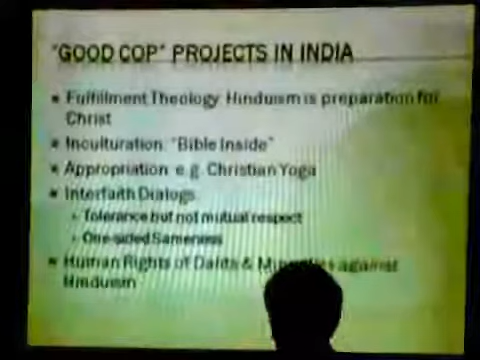 "GOOD COP" PROJECTS IN INDIA
Fulfillment Theology: Hinduism is preparation for
Christ
Inculturation: "Bible Inside"
Appropriation e.g. Christian Yoga
Interfaith Dialogs
Tolerance but not mutual respect
One-sided Sameness
Human Rights of Dalits & against
Hinduism